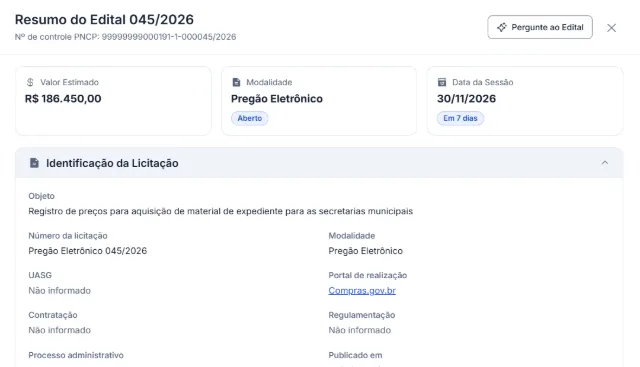 Resumo do Edital 045/2026
Nº de controle PNCP: 99999999000191-1-000045/2026
Pergunte ao Edital
Valor Estimado
R$ 186.450,00
Modalidade
Pregão Eletrônico
Aberto
Data da Sessão
30/11/2026
Em 7 dias
Identificação da Licitação
Objeto
Registro de preços para aquisição de material de expediente para as secretarias municipais
Número da licitação
Pregão Eletrônico 045/2026
Modalidade
Pregão Eletrônico
UASG
Não informado
Portal de realização
Compras.gov.br
Contratação
Não informado
Regulamentação
Não informado
Processo administrativo
Publicado em